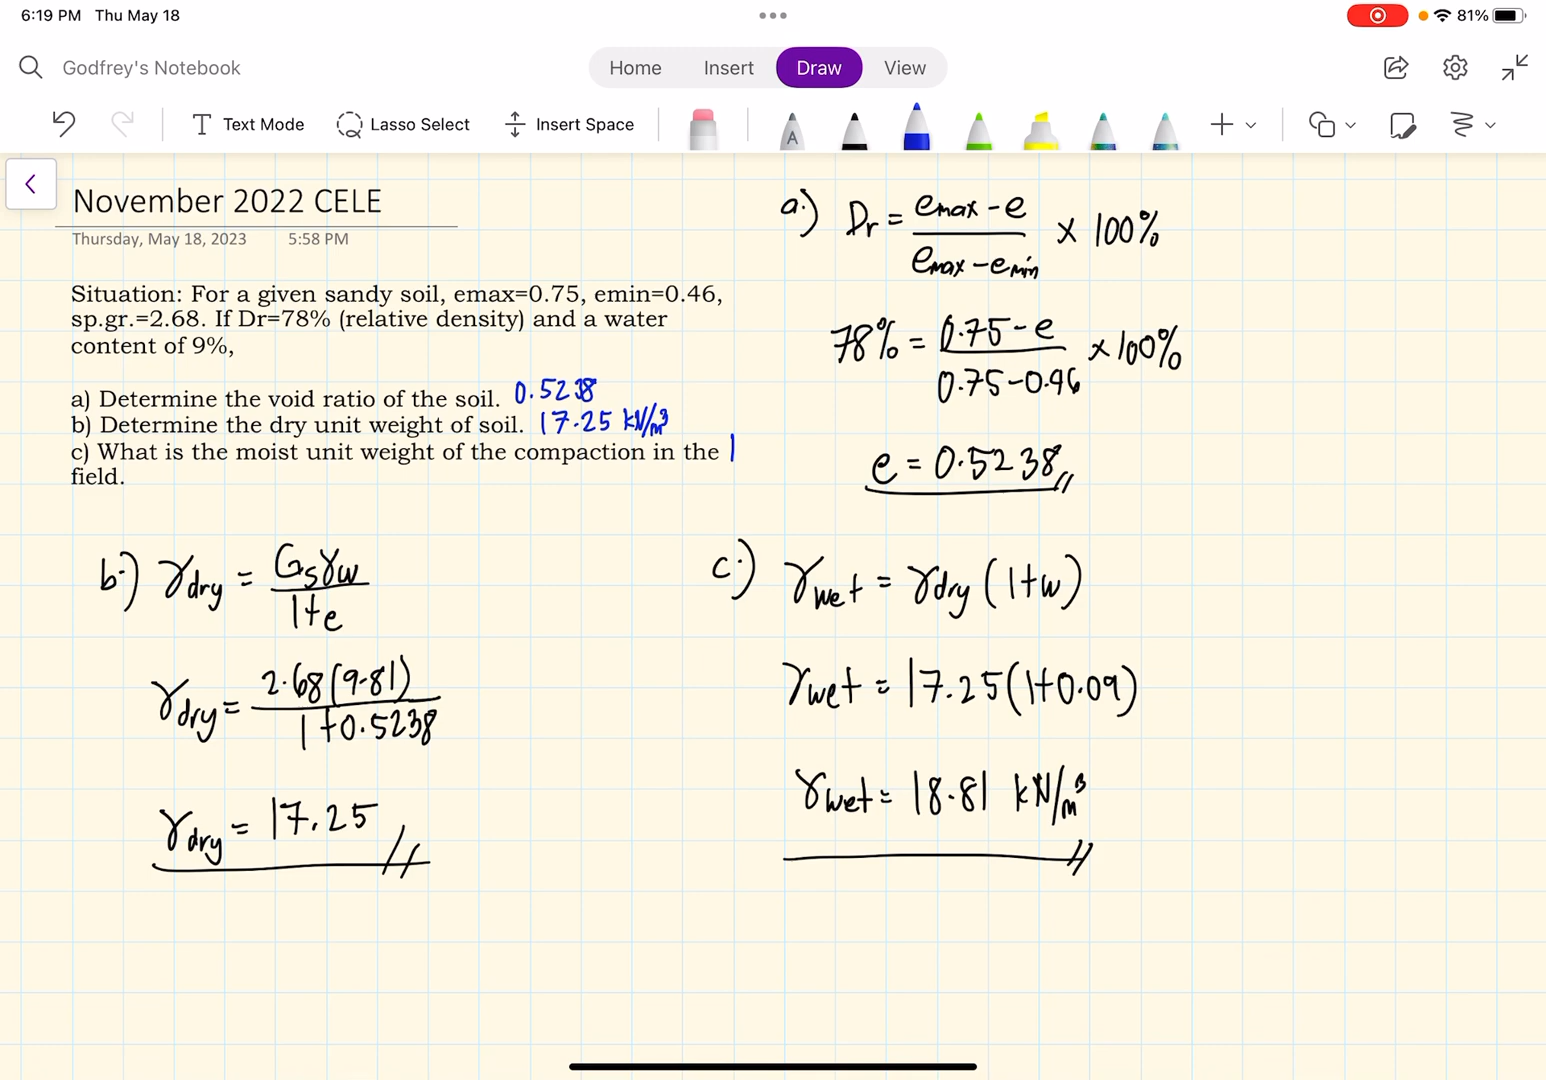 6:19 PM Thu May 18
81%
Godfrey's Notebook
Home Insert Draw View
Text Mode Lasso Select Insert Space
A
November 2022 CELE
Thursday, May 18, 2023 5:58 PM
Situation: For a given sandy soil, emax=0.75, emin=0.46,
sp.gr.=2.68. If Dr=78% (relative density) and a water
content of 9%,
a) Determine the void ratio of the soil. 0.5238
b) Determine the dry unit weight of soil. 17.25 kN/m³
c) What is the moist unit weight of the compaction in the 1
field.
a.) Dr = (emax - e) / (emax - emin) x 100%
78% = (0.75 - e) / (0.75 - 0.46) x 100%
e = 0.5238
b.) γdry = Gsγw / 1+e
γdry = 2.68(9.81) / 1+0.5238
γdry = 17.25
c.) γwet = γdry (1+w)
γwet = 17.25(1+0.09)
γwet = 18.81 kN/m³